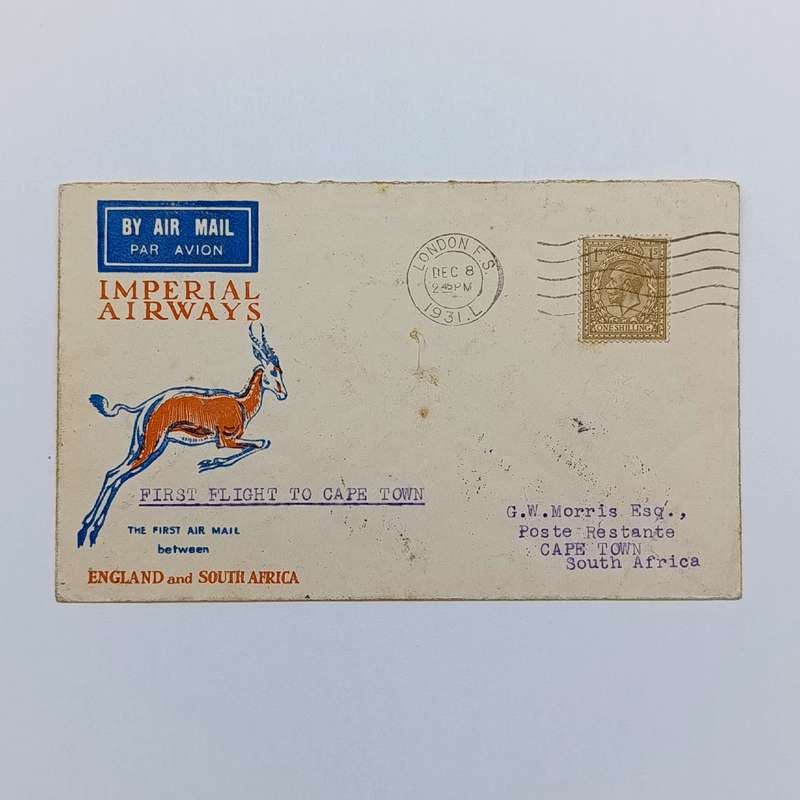 BY AIR MAIL
PAR AVION
IMPERIAL
AIRWAYS
LONDON F.S
DEC 8
2.45PM
1931.L
ONE SHILLING
FIRST FLIGHT TO CAPE TOWN
THE FIRST AIR MAIL
between
ENGLAND and SOUTH AFRICA
G.W.Morris Esq.,
Poste Restante
CAPE TOWN
South Africa